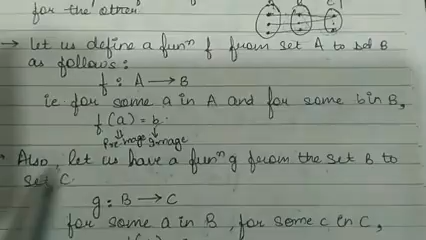 for the other
→ let us define a funⁿ f from set A to set B
as follows:
f : A → B
ie for some a in A and for some b in B,
f (a) = b
Preimage Image
Also, let us have a funⁿ g from the set B to
set C.
g : B → C
for some a in B, for some c in C,